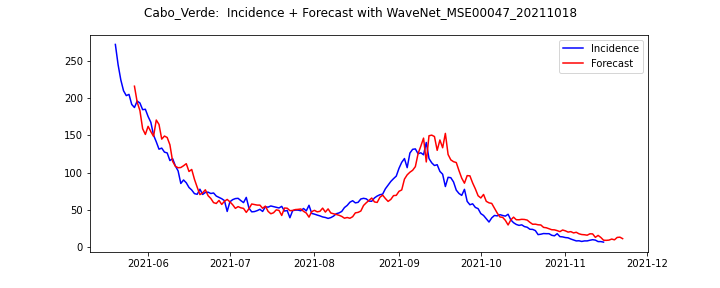 Cabo_Verde:  Incidence + Forecast with WaveNet_MSE00047_20211018
Incidence
Forecast
250
200
150
100
50
0
2021-06 2021-07 2021-08 2021-09 2021-10 2021-11 2021-12